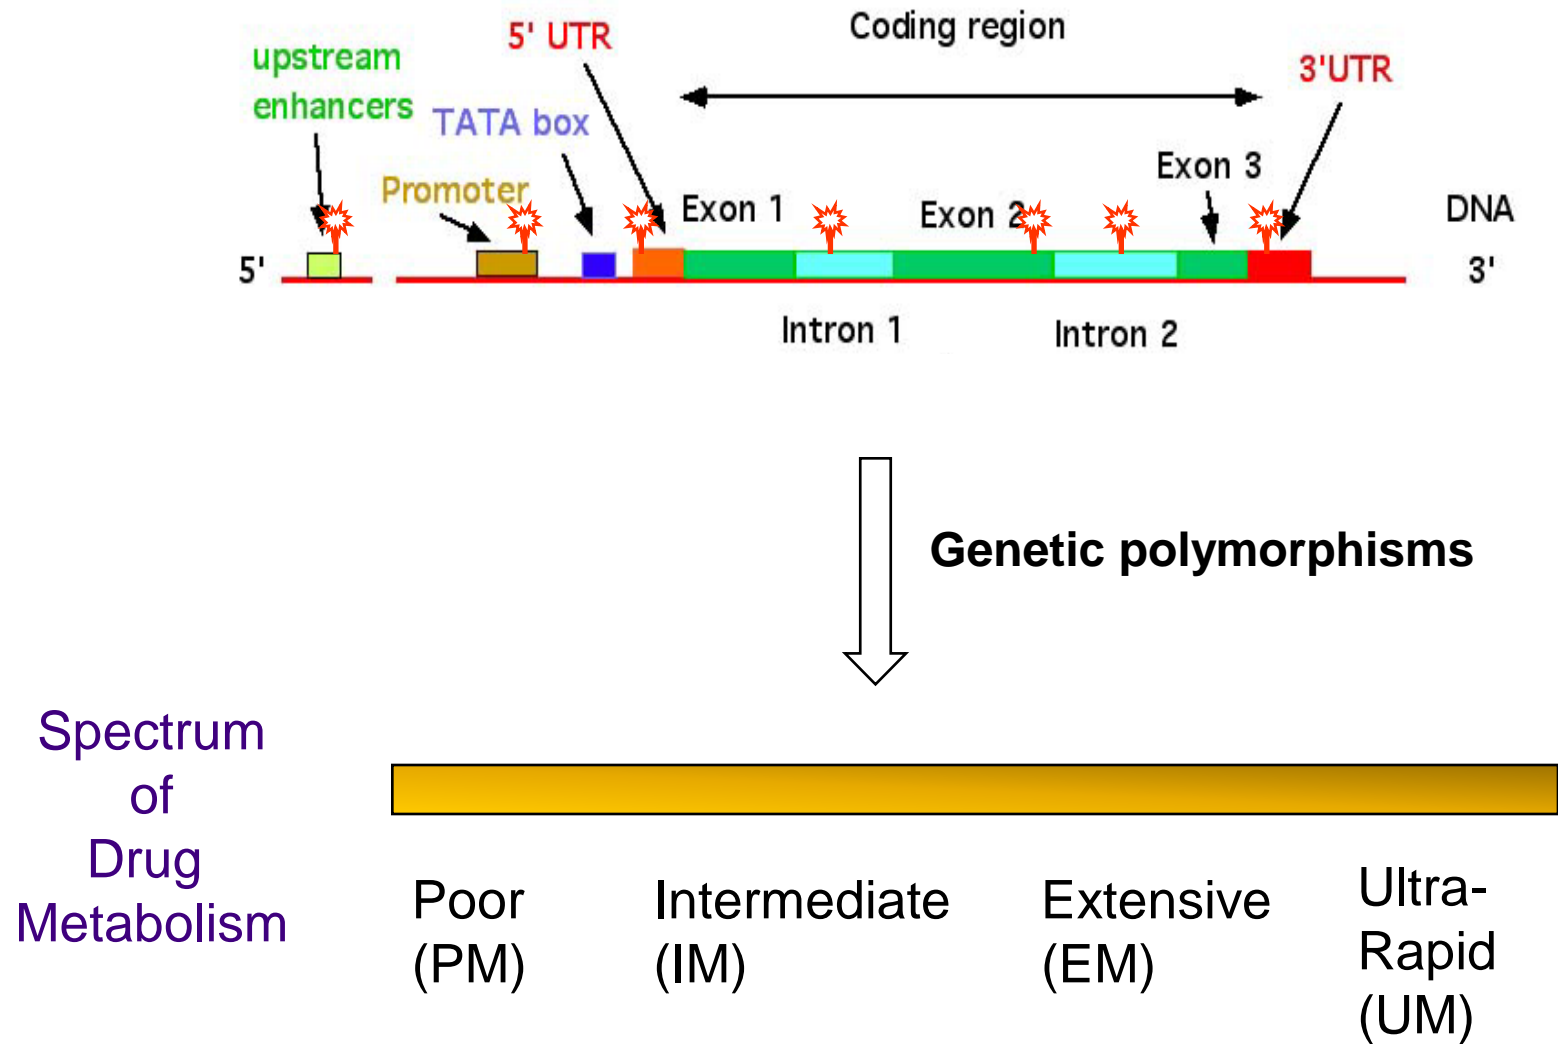 5' UTR
Coding region
upstream
enhancers
3'UTR
TATA box
Promoter
Exon 1
Exon 2
Exon 3
DNA
5'
3'
Intron 1
Intron 2
Genetic polymorphisms
Spectrum
of
Drug
Metabolism
Poor
(PM)
Intermediate
(IM)
Extensive
(EM)
Ultra-
Rapid
(UM)